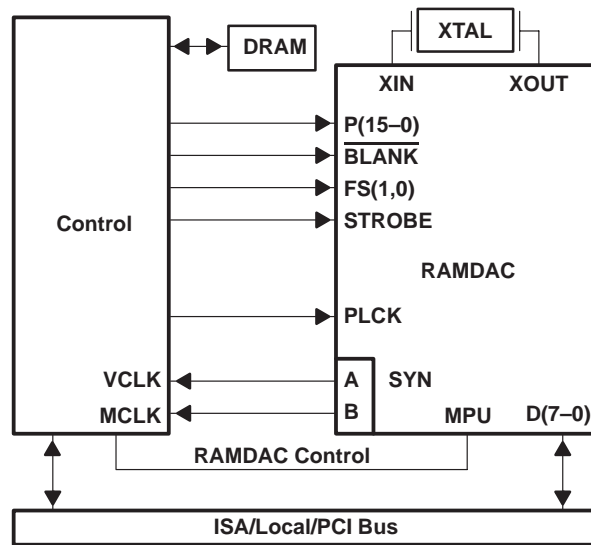 XTAL
DRAM
XIN
XOUT
P(15–0)
BLANK
FS(1,0)
STROBE
Control
RAMDAC
PLCK
VCLK
A
SYN
MCLK
B
MPU
D(7–0)
RAMDAC Control
ISA/Local/PCI Bus